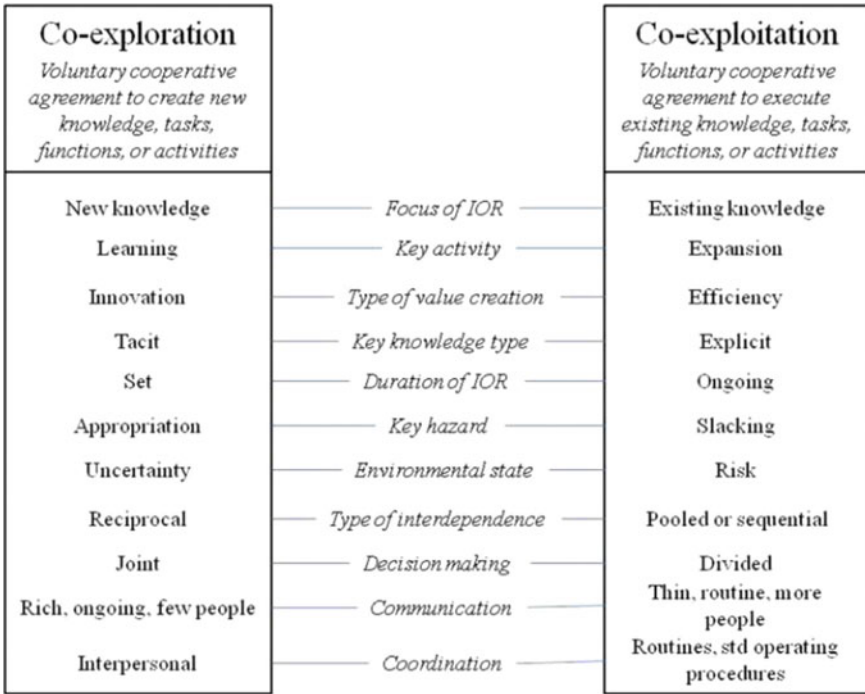 Co-exploration
Voluntary cooperative
agreement to create new
knowledge, tasks,
functions, or activities
Co-exploitation
Voluntary cooperative
agreement to execute
existing knowledge, tasks,
functions, or activities
New knowledge Focus of IOR Existing knowledge
Learning Key activity Expansion
Innovation Type of value creation Efficiency
Tacit Key knowledge type Explicit
Set Duration of IOR Ongoing
Appropriation Key hazard Slacking
Uncertainty Environmental state Risk
Reciprocal Type of interdependence Pooled or sequential
Joint Decision making Divided
Rich, ongoing, few people Communication Thin, routine, more
people
Interpersonal Coordination Routines, std operating
procedures